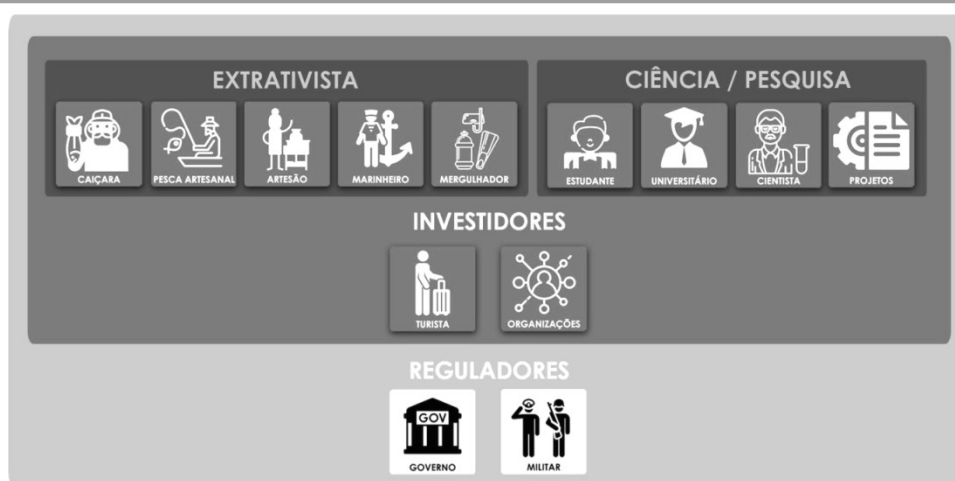 EXTRATIVISTA
CAIÇARA
PESCA ARTESANAL
ARTESÃO
MARINHEIRO
MERGULHADOR
CIÊNCIA / PESQUISA
ESTUDANTE
UNIVERSITÁRIO
CIENTISTA
PROJETOS
INVESTIDORES
TURISTA
ORGANIZAÇÕES
REGULADORES
GOV
GOVERNO
MILITAR